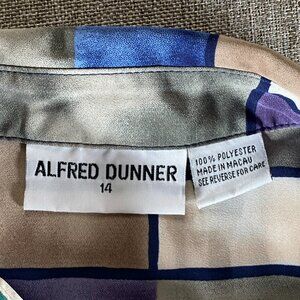 ALFRED DUNNER
14
100% POLYESTER
MADE IN MACAU
SEE REVERSE FOR CARE